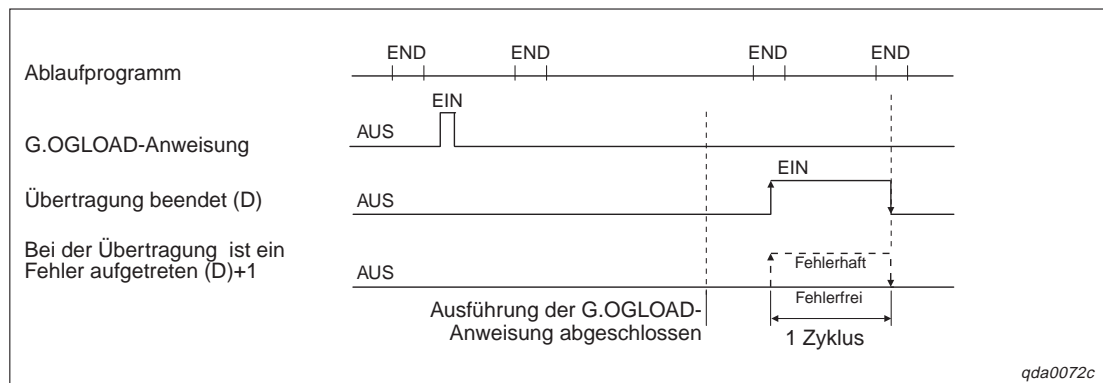 END END END END
Ablaufprogramm
EIN
AUS
G.OGLOAD-Anweisung
EIN
Übertragung beendet (D)
AUS
Bei der Übertragung ist ein
Fehler aufgetreten (D)+1
AUS
Fehlerhaft
Fehlerfrei
Ausführung der G.OGLOAD-
Anweisung abgeschlossen
1 Zyklus
qda0072c